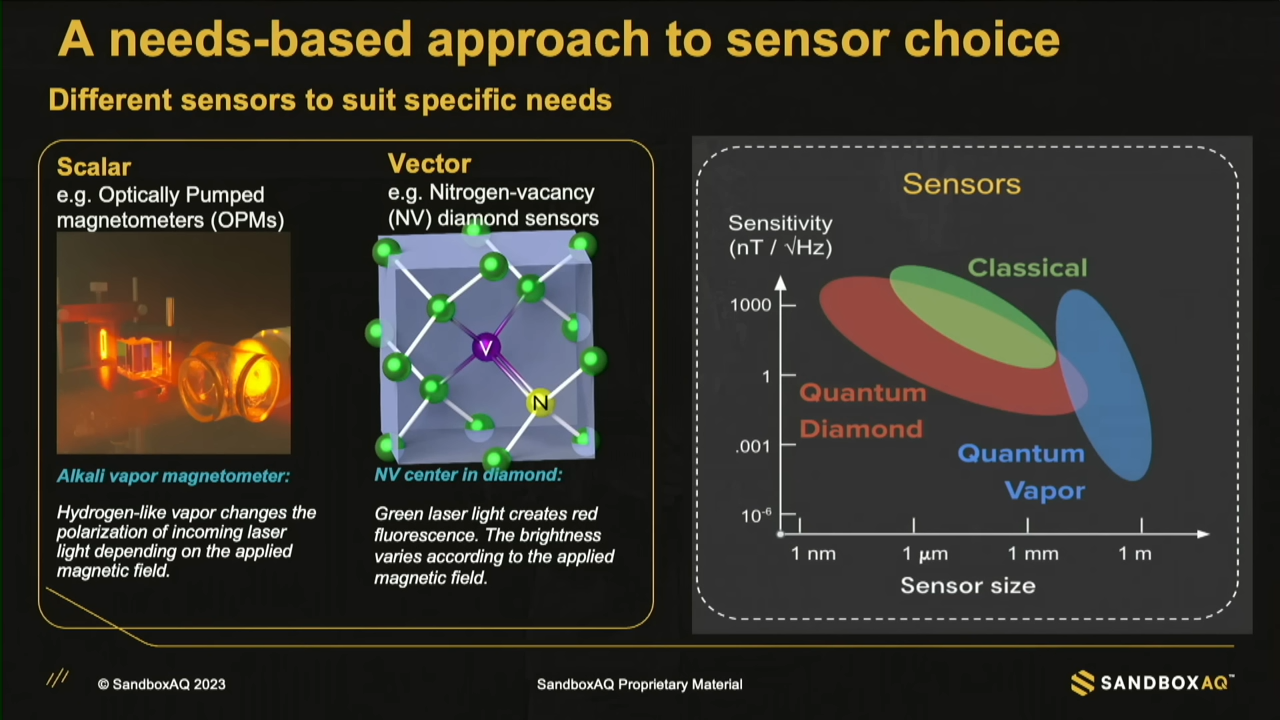 A needs-based approach to sensor choice
Different sensors to suit specific needs
Scalar
e.g. Optically Pumped
magnetometers (OPMs)
Alkali vapor magnetometer:
Hydrogen-like vapor changes the
polarization of incoming laser
light depending on the applied
magnetic field.
Vector
e.g. Nitrogen-vacancy
(NV) diamond sensors
V
N
NV center in diamond:
Green laser light creates red
fluorescence. The brightness
varies according to the applied
magnetic field.
Sensors
Sensitivity
(nT / √Hz)
Classical
1000
1
Quantum
Diamond
.001
Quantum
Vapor
10⁻⁶
1 nm 1 μm 1 mm 1 m
Sensor size
© SandboxAQ 2023
SandboxAQ Proprietary Material
SANDBOXAQ™